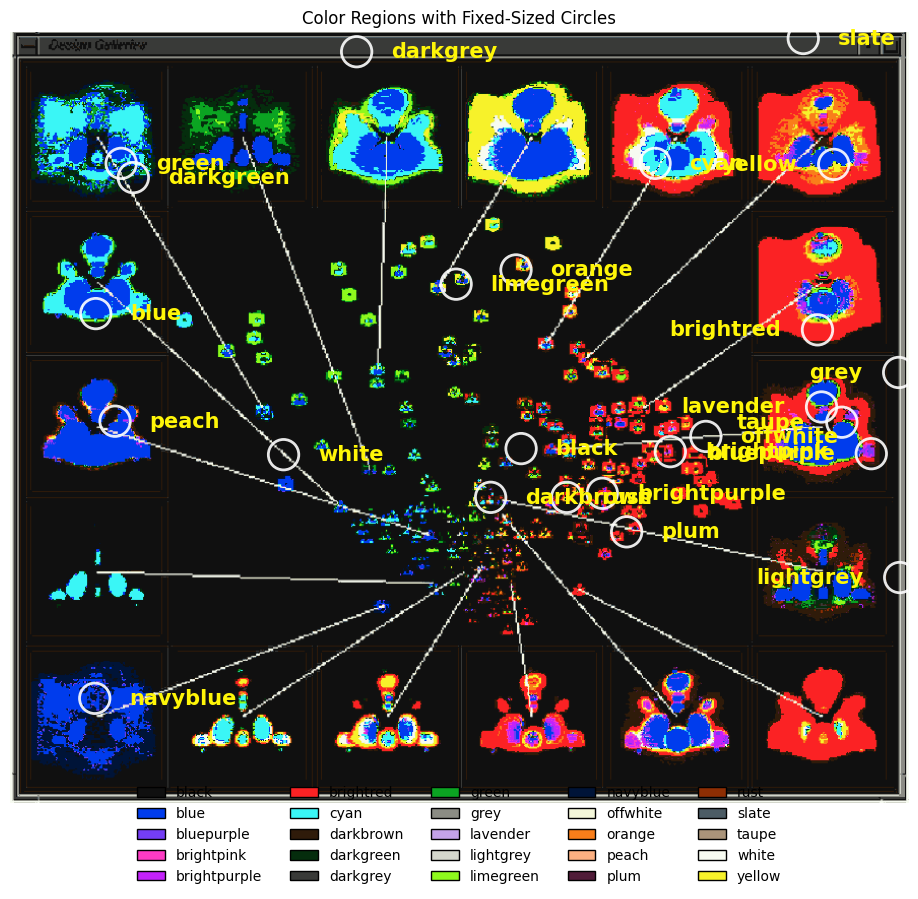 Color Regions with Fixed-Sized Circles
slate
Design Galleries
darkgrey
green
cyan
yellow
darkgreen
orange
limegreen
blue
brightred
grey
lavender
peach
taupe
offwhite
black
white
bluepurple
darkbrown
brightpurple
plum
lightgrey
navyblue
black brightred green navyblue rust
blue cyan grey offwhite slate
bluepurple darkbrown lavender orange taupe
brightpink darkgreen lightgrey peach white
brightpurple darkgrey limegreen plum yellow